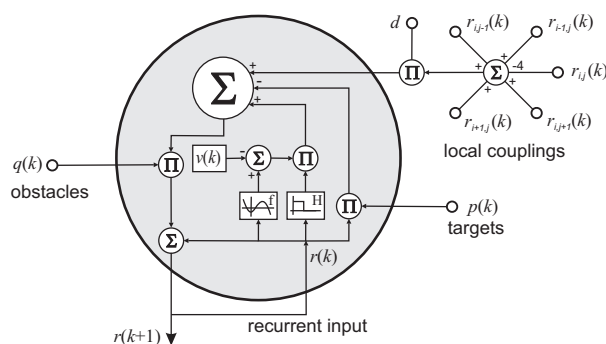 d
r_{i,j-1}(k)
r_{i-1,j}(k)
+
-4
+
Σ
r_{i,j}(k)
+
+
r_{i+1,j}(k)
r_{i,j+1}(k)
local couplings
Π
+
-
+
Σ
q(k)
obstacles
Π
v(k)
-
+
Σ
Π
f
H
Π
p(k)
targets
Σ
r(k)
recurrent input
r(k+1)